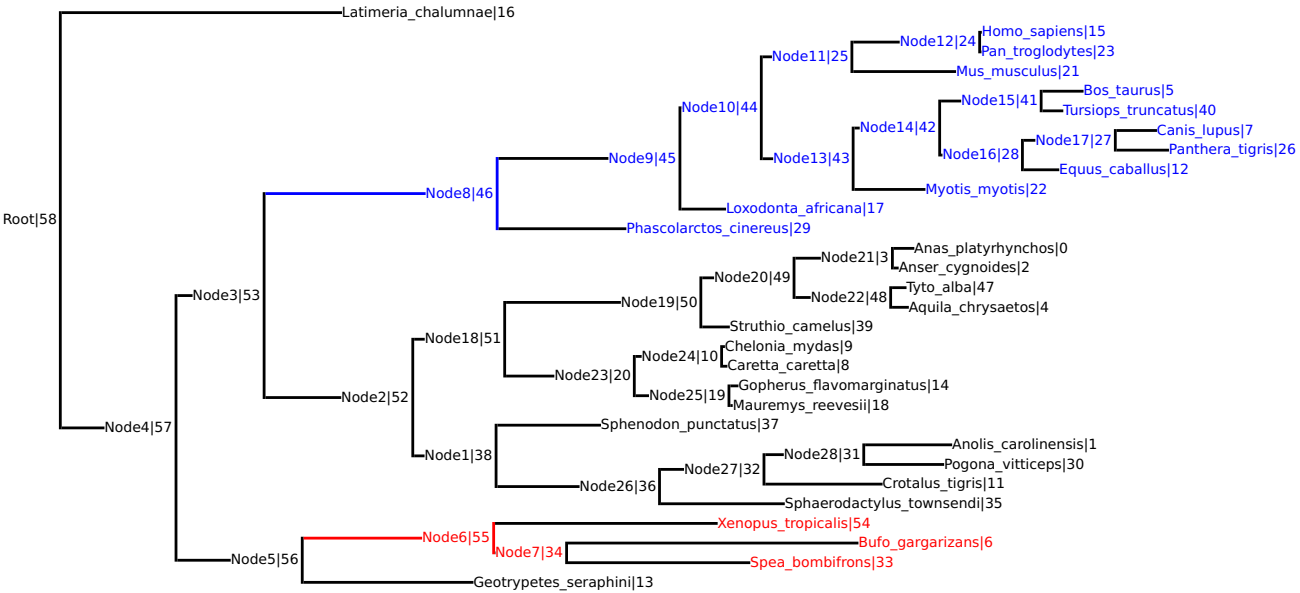 Latimeria_chalumnae|16
Homo_sapiens|15
Node12|24
Pan_troglodytes|23
Node11|25
Mus_musculus|21
Bos_taurus|5
Node15|41
Node10|44
Tursiops_truncatus|40
Node14|42
Canis_lupus|7
Node17|27
Panthera_tigris|26
Node16|28
Node9|45
Node13|43
Equus_caballus|12
Myotis_myotis|22
Node8|46
Loxodonta_africana|17
Root|58
Phascolarctos_cinereus|29
Anas_platyrhynchos|0
Node21|3
Anser_cygnoides|2
Node20|49
Tyto_alba|47
Node3|53
Node22|48
Node19|50
Aquila_chrysaetos|4
Struthio_camelus|39
Node18|51
Chelonia_mydas|9
Node24|10
Caretta_caretta|8
Node23|20
Gopherus_flavomarginatus|14
Node25|19
Node2|52
Mauremys_reevesii|18
Sphenodon_punctatus|37
Node4|57
Anolis_carolinensis|1
Node28|31
Node1|38
Pogona_vitticeps|30
Node27|32
Crotalus_tigris|11
Node26|36
Sphaerodactylus_townsendi|35
Xenopus_tropicalis|54
Node6|55
Bufo_gargarizans|6
Node7|34
Node5|56
Spea_bombifrons|33
Geotrypetes_seraphini|13